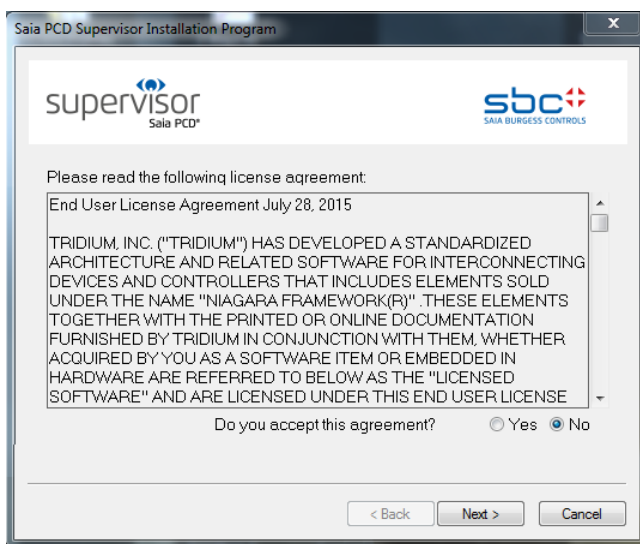 Saia PCD Supervisor Installation Program
x
supervisor
Saia PCD®
sbc
SAIA BURGESS CONTROLS
Please read the following license agreement:
End User License Agreement July 28, 2015
TRIDIUM, INC. ("TRIDIUM") HAS DEVELOPED A STANDARDIZED
ARCHITECTURE AND RELATED SOFTWARE FOR INTERCONNECTING
DEVICES AND CONTROLLERS THAT INCLUDES ELEMENTS SOLD
UNDER THE NAME "NIAGARA FRAMEWORK(R)" .THESE ELEMENTS
TOGETHER WITH THE PRINTED OR ONLINE DOCUMENTATION
FURNISHED BY TRIDIUM IN CONJUNCTION WITH THEM, WHETHER
ACQUIRED BY YOU AS A SOFTWARE ITEM OR EMBEDDED IN
HARDWARE ARE REFERRED TO BELOW AS THE "LICENSED
SOFTWARE" AND ARE LICENSED UNDER THIS END USER LICENSE
Do you accept this agreement? Yes No
< Back Next > Cancel